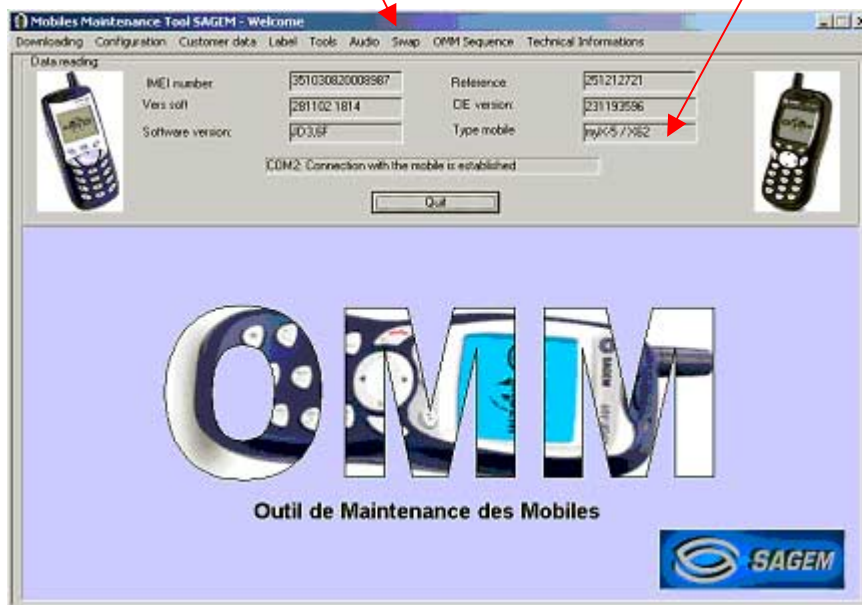 Mobiles Maintenance Tool SAGEM - Welcome
Downloading Configuration Customer data Label Tools Audio Swap OMM Sequence Technical Informations
Data reading
IMEI number 351030820008987 Reference 251212721
Vers soft 281102 1814 CIE version: 231193596
Software version: JD3,6F Type mobile myX-5 / X62
COM2: Connection with the mobile is established
Quit
OMM
Outil de Maintenance des Mobiles
SAGEM